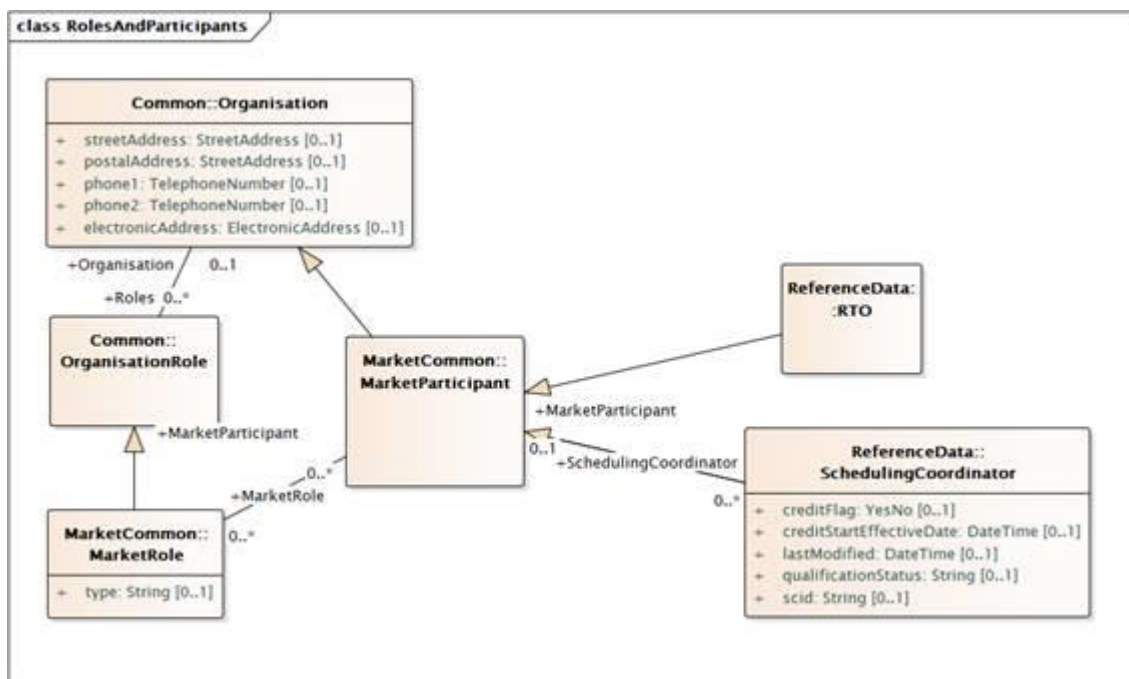 class RolesAndParticipants
Common::Organisation
+ streetAddress: StreetAddress [0..1]
+ postalAddress: StreetAddress [0..1]
+ phone1: TelephoneNumber [0..1]
+ phone2: TelephoneNumber [0..1]
+ electronicAddress: ElectronicAddress [0..1]
+Organisation 0..1
+Roles 0..*
Common::
OrganisationRole
MarketCommon::
MarketParticipant
ReferenceData:
:RTO
+MarketParticipant
+MarketParticipant
0..1
+SchedulingCoordinator
0..*
0..*
+MarketRole
0..*
MarketCommon::
MarketRole
+ type: String [0..1]
ReferenceData::
SchedulingCoordinator
+ creditFlag: YesNo [0..1]
+ creditStartEffectiveDate: DateTime [0..1]
+ lastModified: DateTime [0..1]
+ qualificationStatus: String [0..1]
+ scid: String [0..1]